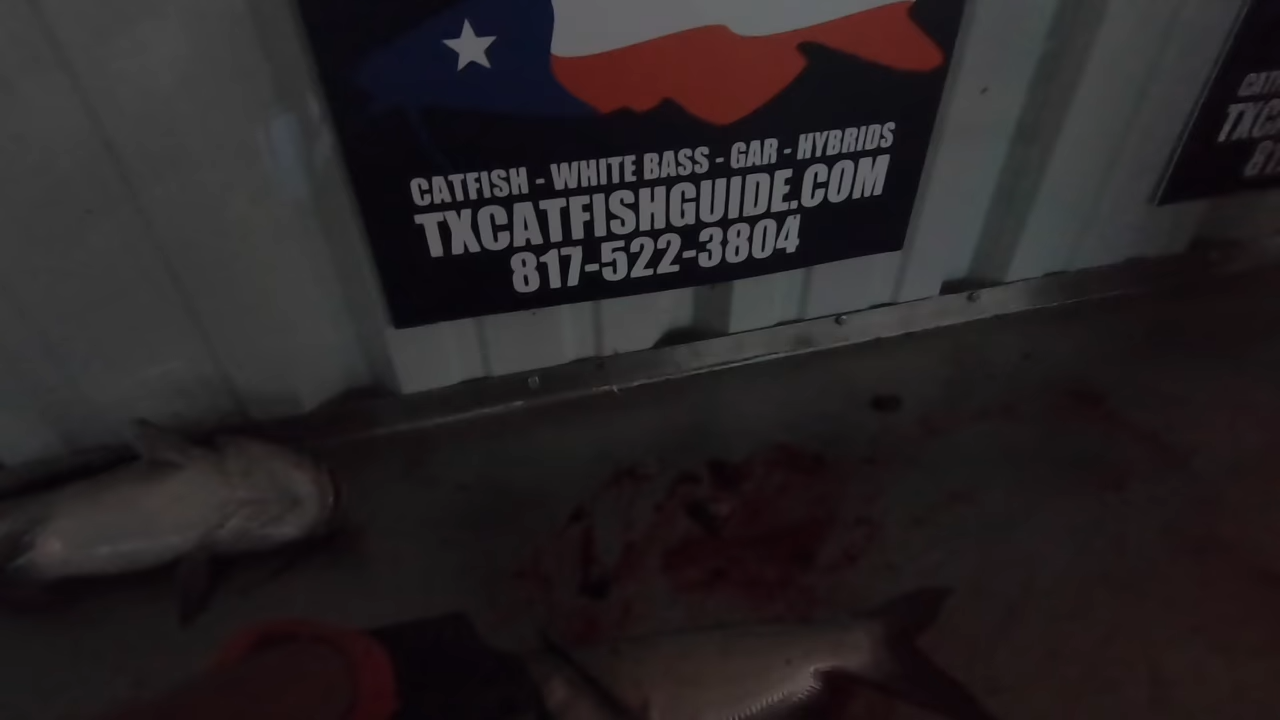 CATFISH - WHITE BASS - GAR - HYBRIDS
TXCATFISHGUIDE.COM
817-522-3804